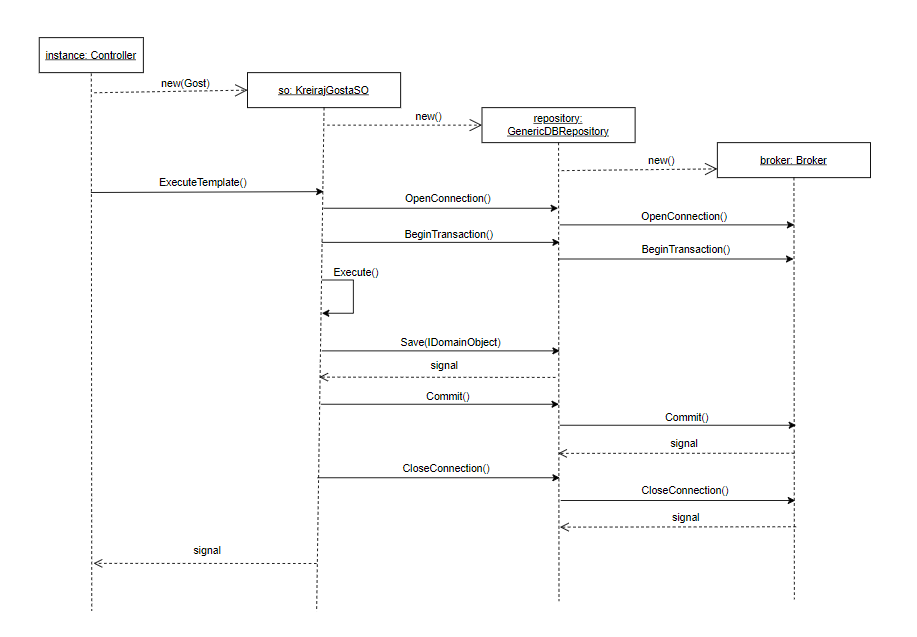 instance: Controller
new(Gost)
so: KreirajGostaSO
new()
repository:
GenericDBRepository
new()
broker: Broker
ExecuteTemplate()
OpenConnection()
OpenConnection()
BeginTransaction()
BeginTransaction()
Execute()
Save(IDomainObject)
signal
Commit()
Commit()
signal
CloseConnection()
CloseConnection()
signal
signal